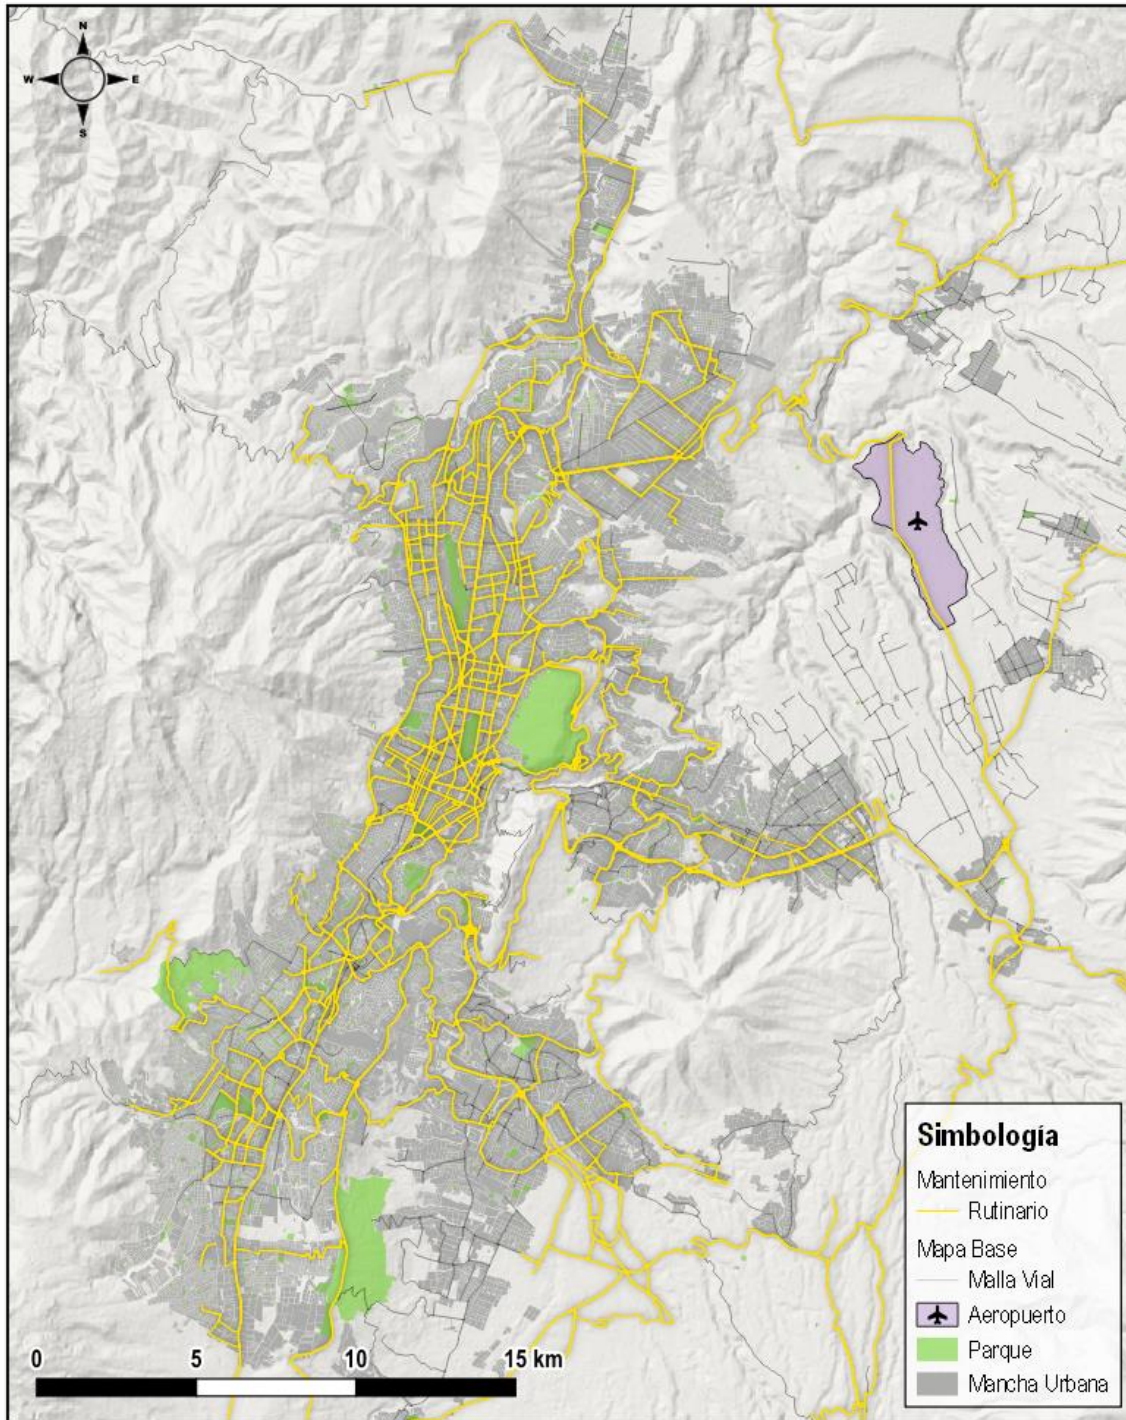 N
W E
S
Simbología
Mantenimiento
Rutinario
Mapa Base
Malla Vial
Aeropuerto
Parque
Mancha Urbana
0 5 10 15 km